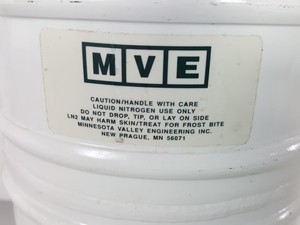 MVE
CAUTION/HANDLE WITH CARE
LIQUID NITROGEN USE ONLY
DO NOT DROP, TIP, OR LAY ON SIDE
LN2 MAY HARM SKIN/TREAT FOR FROST BITE
MINNESOTA VALLEY ENGINEERING INC.
NEW PRAGUE, MN 56071